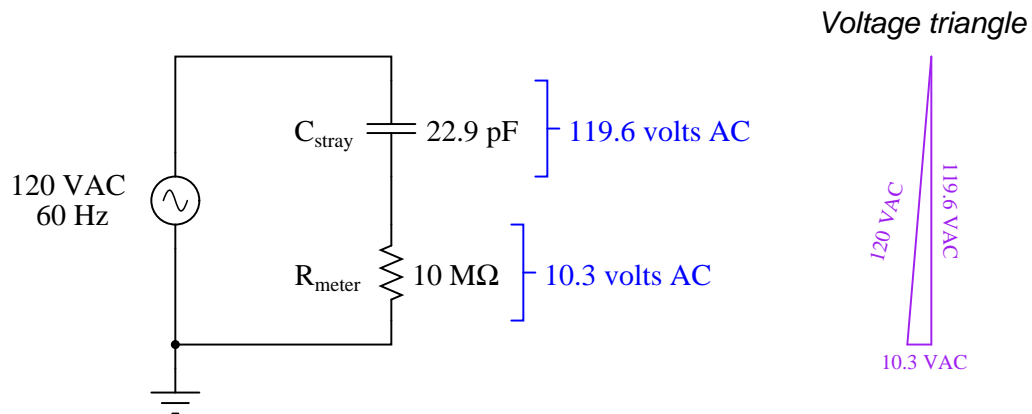 Voltage triangle
C_stray 22.9 pF 119.6 volts AC
120 VAC
60 Hz
R_meter 10 MΩ 10.3 volts AC
120 VAC
119.6 VAC
10.3 VAC